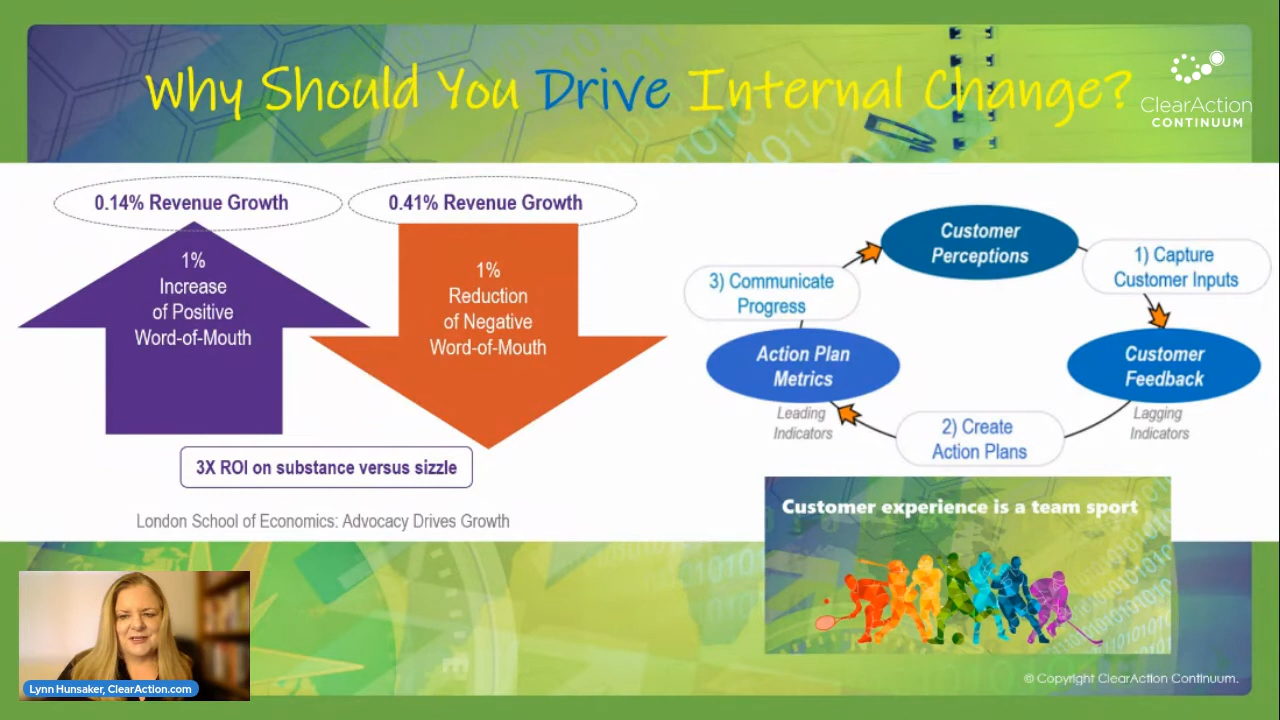 Why Should You Drive Internal Change?
ClearAction
CONTINUUM
0.14% Revenue Growth
0.41% Revenue Growth
1%
Increase
of Positive
Word-of-Mouth
1%
Reduction
of Negative
Word-of-Mouth
3X ROI on substance versus sizzle
London School of Economics: Advocacy Drives Growth
Customer
Perceptions
1) Capture
Customer Inputs
Customer
Feedback
Lagging
Indicators
2) Create
Action Plans
Action Plan
Metrics
Leading
Indicators
3) Communicate
Progress
Customer experience is a team sport
Lynn Hunsaker, ClearAction.com
© Copyright ClearAction Continuum.